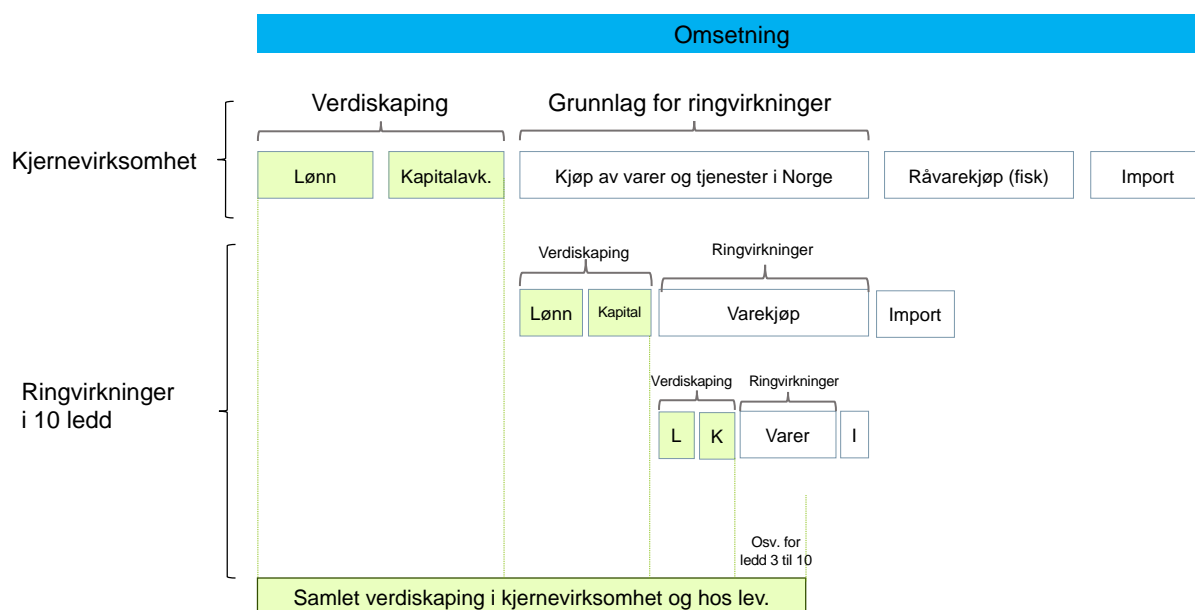 Omsetning
Verdiskaping
Grunnlag for ringvirkninger
Kjernevirksomhet
Lønn
Kapitalavk.
Kjøp av varer og tjenester i Norge
Råvarekjøp (fisk)
Import
Verdiskaping
Ringvirkninger
Lønn
Kapital
Varekjøp
Import
Ringvirkninger
i 10 ledd
Verdiskaping
Ringvirkninger
L
K
Varer
I
Osv. for
ledd 3 til 10
Samlet verdiskaping i kjernevirksomhet og hos lev.